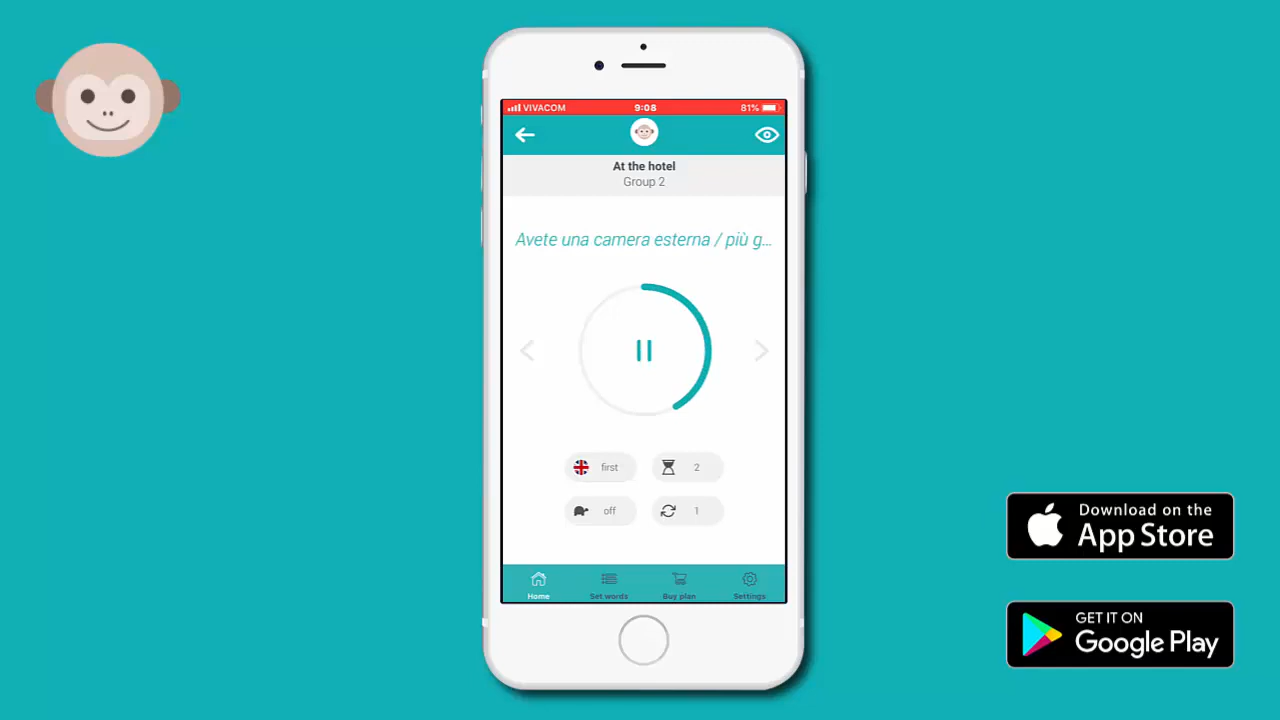 VIVACOM 9:08 81%
At the hotel
Group 2
Avete una camera esterna / più g...
first 2
off 1
Home Set words Buy plan Settings
Download on the
App Store
GET IT ON
Google Play